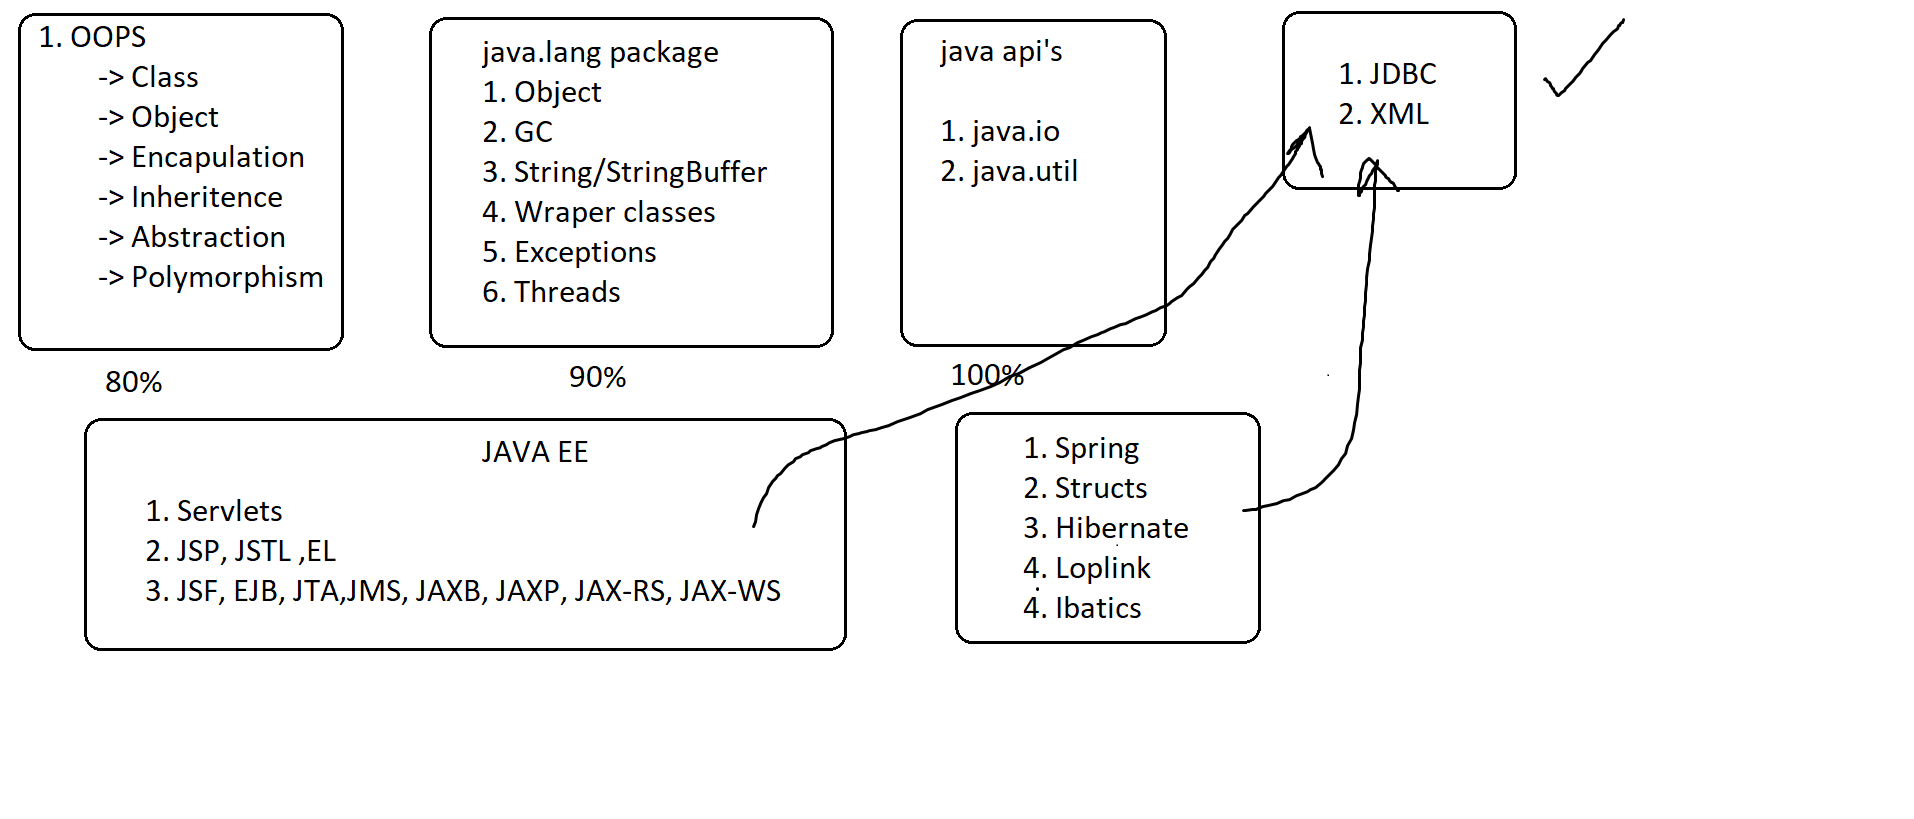 1. OOPS
-> Class
-> Object
-> Encapulation
-> Inheritence
-> Abstraction
-> Polymorphism
80%
java.lang package
1. Object
2. GC
3. String/StringBuffer
4. Wraper classes
5. Exceptions
6. Threads
90%
java api's
1. java.io
2. java.util
100%
1. JDBC
2. XML
JAVA EE
1. Servlets
2. JSP, JSTL ,EL
3. JSF, EJB, JTA,JMS, JAXB, JAXP, JAX-RS, JAX-WS
1. Spring
2. Structs
3. Hibernate
4. Loplink
4. Ibatics